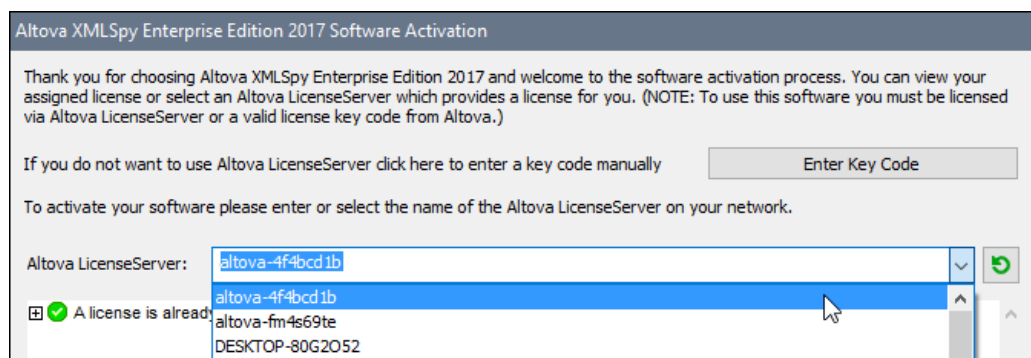 Altova XMLSpy Enterprise Edition 2017 Software Activation
Thank you for choosing Altova XMLSpy Enterprise Edition 2017 and welcome to the software activation process. You can view your
assigned license or select an Altova LicenseServer which provides a license for you. (NOTE: To use this software you must be licensed
via Altova LicenseServer or a valid license key code from Altova.)
If you do not want to use Altova LicenseServer click here to enter a key code manually Enter Key Code
To activate your software please enter or select the name of the Altova LicenseServer on your network.
Altova LicenseServer: altova-4f4bcd1b
altova-4f4bcd1b
A license is already
altova-fm4s69te
DESKTOP-80G2O52